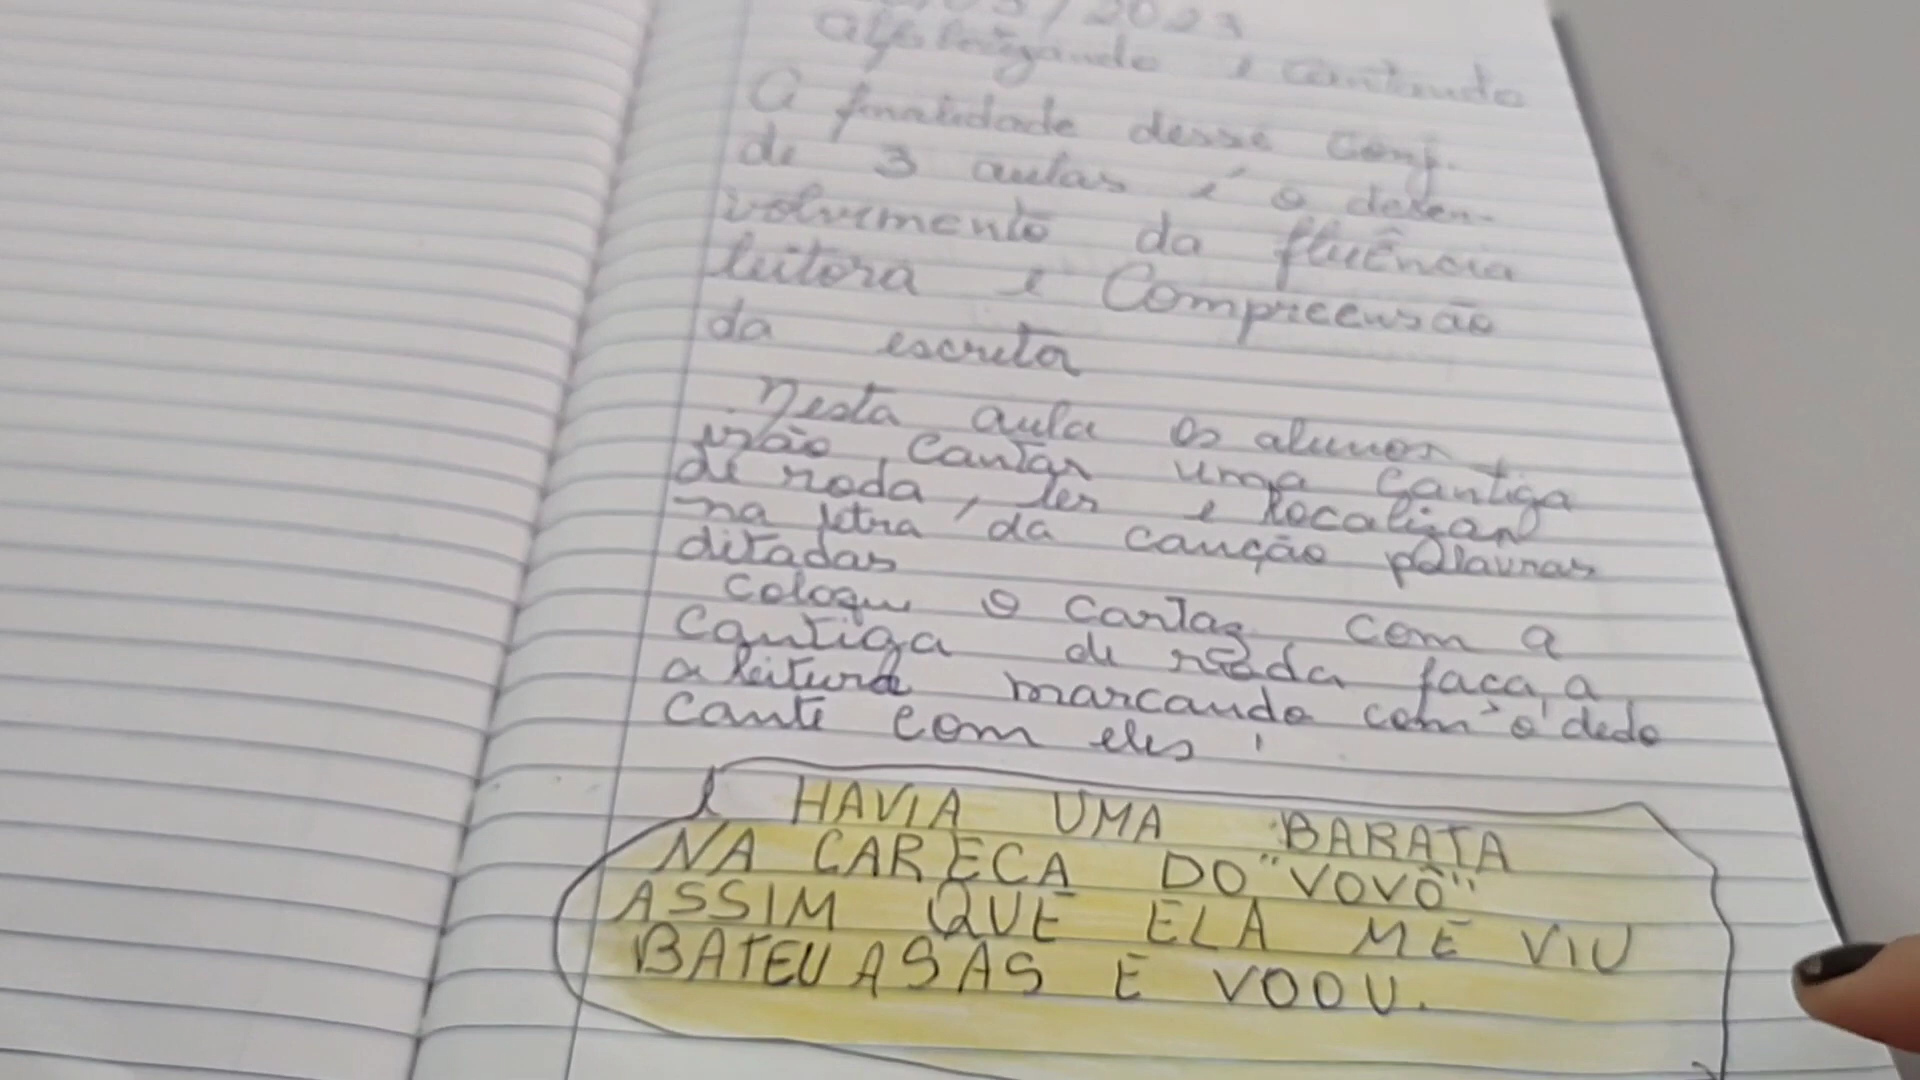 /2023
alfabetizando e cantando
A finalidade desse conj.
de 3 aulas é o desen-
volvimento da fluência
leitora e Compreensão
da escrita
Nesta aula os alunos
irão cantar uma cantiga
de roda, ler e localizar
na letra da canção palavras
ditadas
Coloque o cartaz com a
cantiga de roda faça, a
a leitura marcando com o dedo
Cante com eles!
HAVIA UMA BARATA
NA CARECA DO "VOVÔ"
ASSIM QUE ELA ME VIU
BATEU ASAS E VOOU.